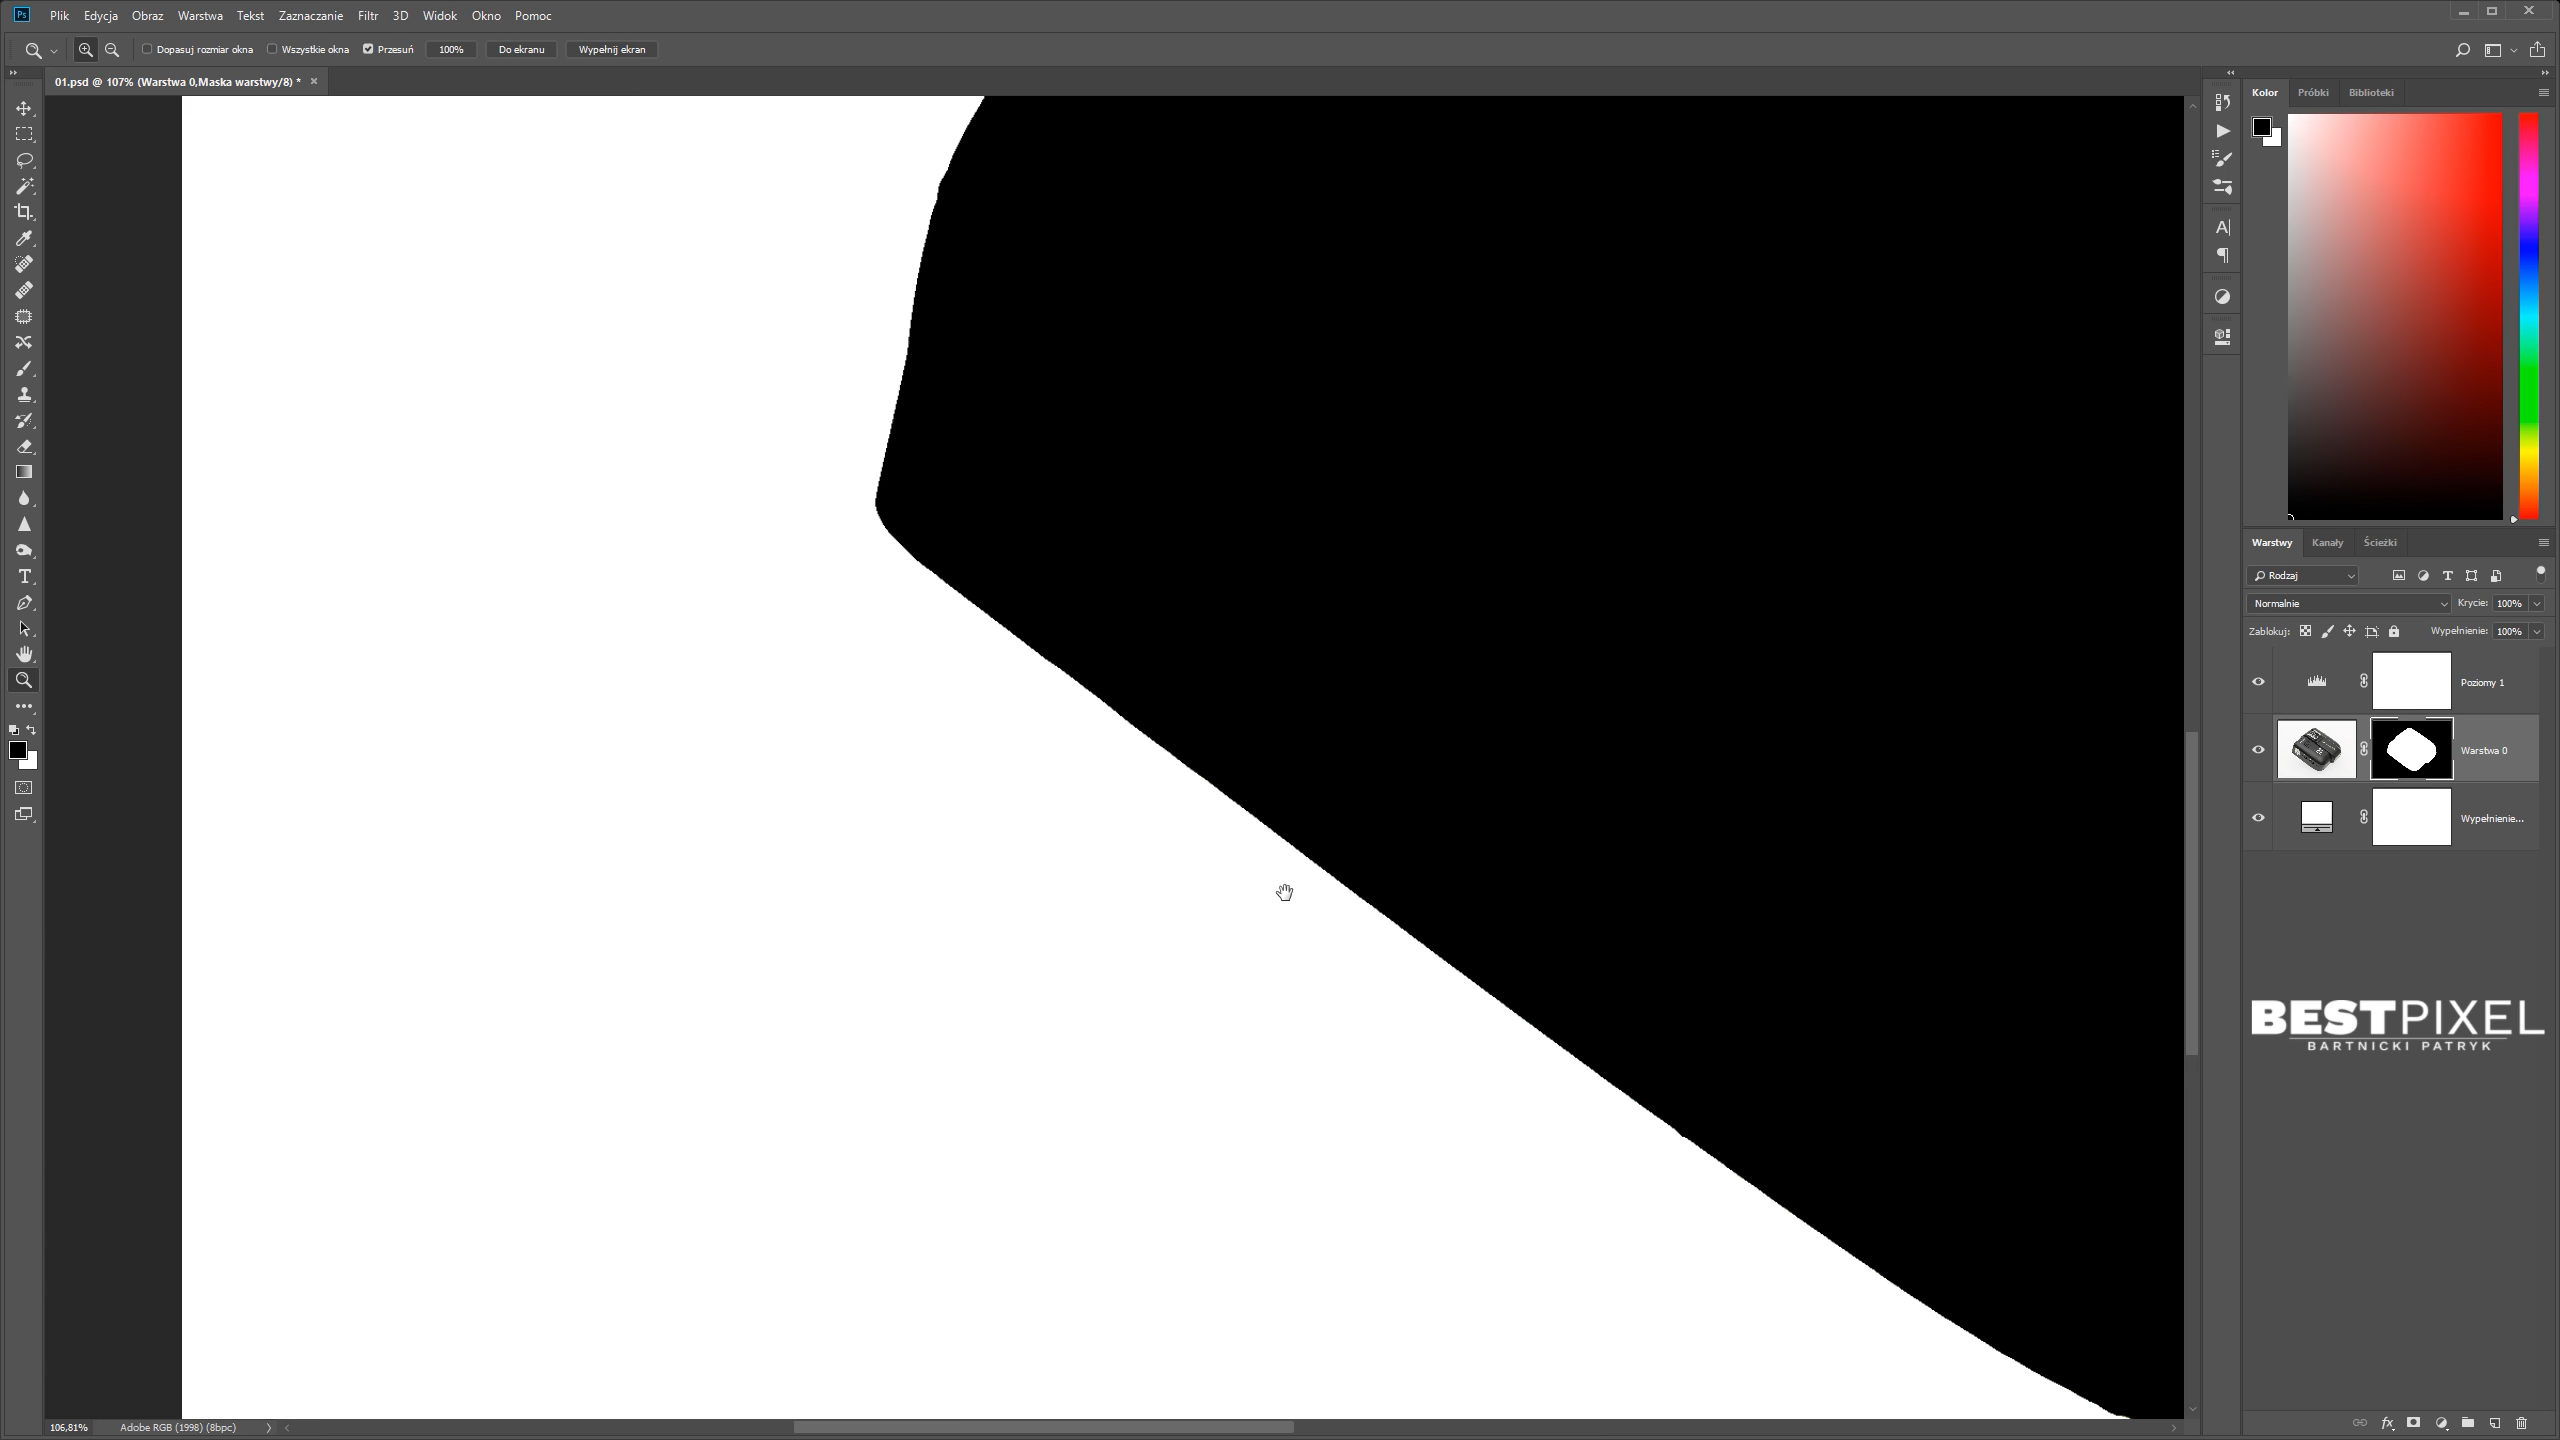 Ps Plik Edycja Obraz Warstwa Tekst Zaznaczanie Filtr 3D Widok Okno Pomoc
Dopasuj rozmiar okna Wszystkie okna Przesuń 100% Do ekranu Wypełnij ekran
01.psd @ 107% (Warstwa 0,Maska warstwy/8) *
Kolor Próbki Biblioteki
Warstwy Kanały Ścieżki
Rodzaj
Normalnie Krycie: 100%
Zablokuj: Wypełnienie: 100%
Poziomy 1
Warstwa 0
Wypełnienie...
BESTPIXEL
BARTNICKI PATRYK
106,81% Adobe RGB (1998) (8bpc)